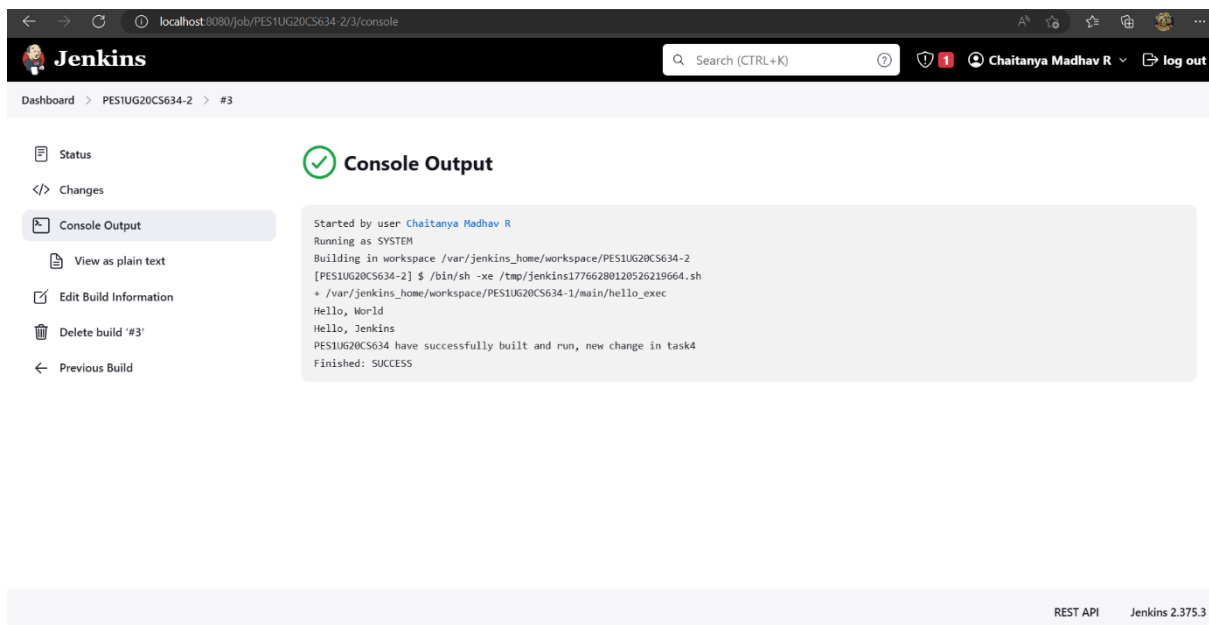 localhost:8080/job/PES1UG20CS634-2/3/console
Jenkins
Search (CTRL+K)
1
Chaitanya Madhav R
log out
Dashboard > PES1UG20CS634-2 > #3
Status
Changes
Console Output
View as plain text
Edit Build Information
Delete build '#3'
Previous Build
Console Output
Started by user Chaitanya Madhav R
Running as SYSTEM
Building in workspace /var/jenkins_home/workspace/PES1UG20CS634-2
[PES1UG20CS634-2] $ /bin/sh -xe /tmp/jenkins17766280120526219664.sh
+ /var/jenkins_home/workspace/PES1UG20CS634-1/main/hello_exec
Hello, World
Hello, Jenkins
PES1UG20CS634 have successfully built and run, new change in task4
Finished: SUCCESS
REST API
Jenkins 2.375.3